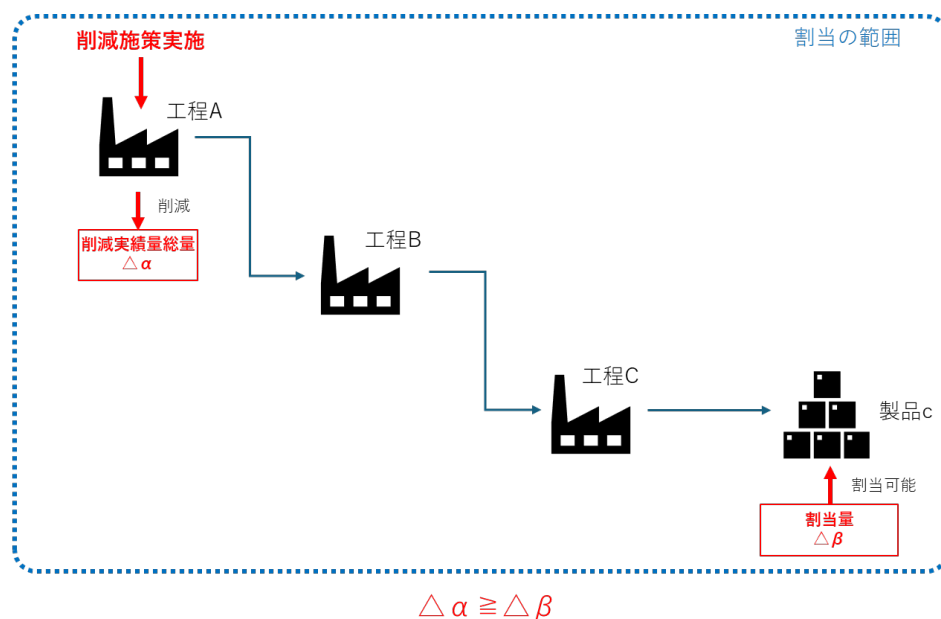 削減施策実施
割当の範囲
工程A
削減
削減実績量総量
△α
工程B
工程C
製品c
割当可能
割当量
△β
△α≧△β